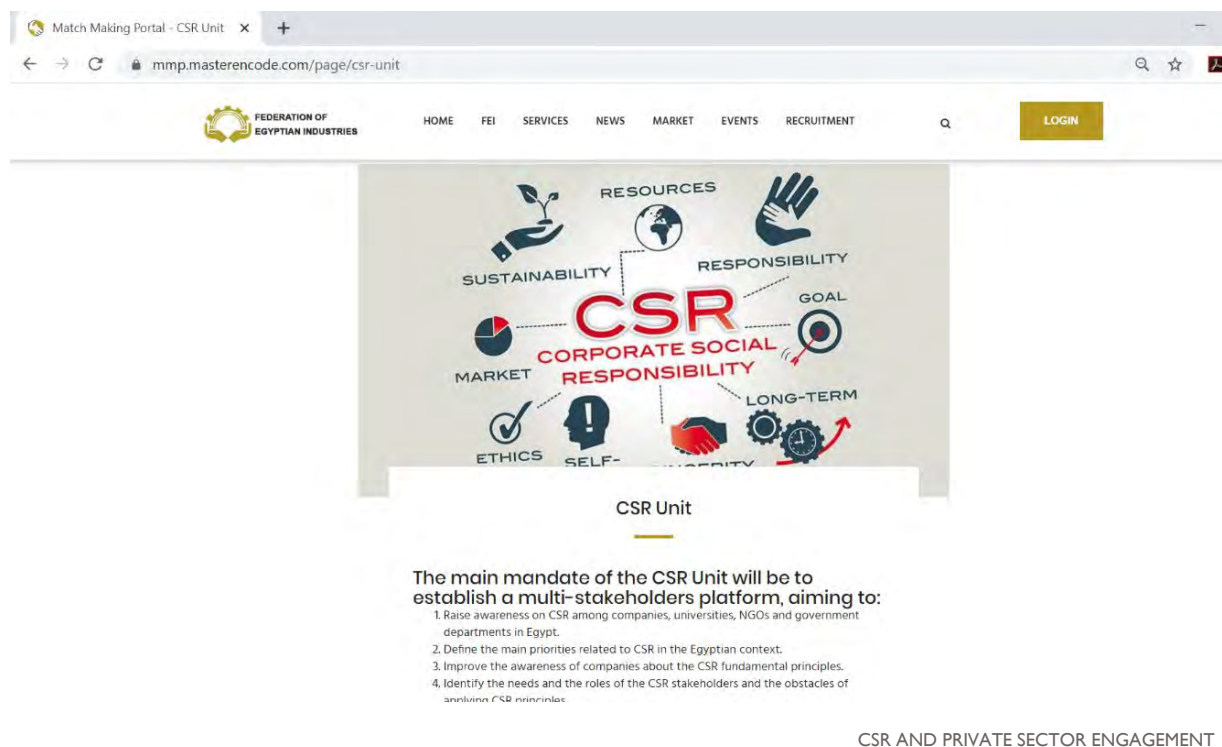 Match Making Portal - CSR Unit
mmp.masterencode.com/page/csr-unit
FEDERATION OF
EGYPTIAN INDUSTRIES
HOME FEI SERVICES NEWS MARKET EVENTS RECRUITMENT
LOGIN
RESOURCES
SUSTAINABILITY
RESPONSIBILITY
GOAL
CSR
CORPORATE SOCIAL
RESPONSIBILITY
MARKET
LONG-TERM
ETHICS
SELF-
CSR Unit
The main mandate of the CSR Unit will be to
establish a multi-stakeholders platform, aiming to:
1. Raise awareness on CSR among companies, universities, NGOs and government
departments in Egypt.
2. Define the main priorities related to CSR in the Egyptian context.
3. Improve the awareness of companies about the CSR fundamental principles.
4. Identify the needs and the roles of the CSR stakeholders and the obstacles of
applying CSR principles
CSR AND PRIVATE SECTOR ENGAGEMENT